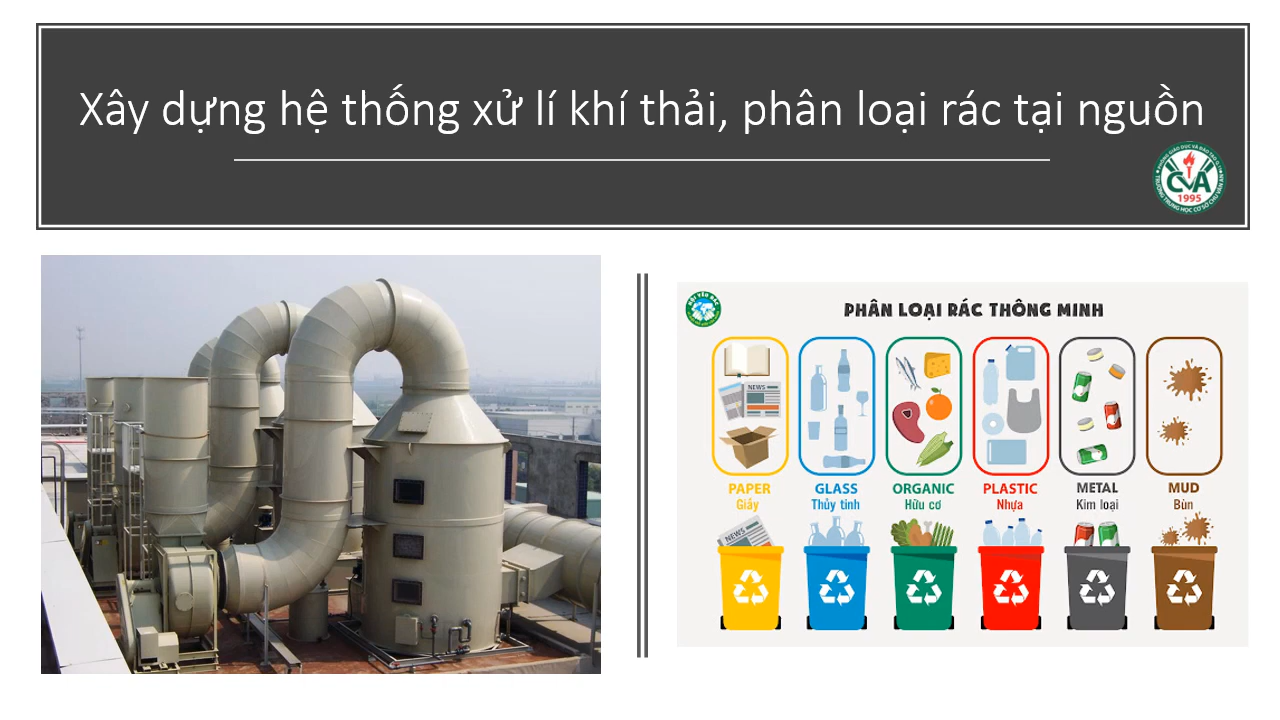 Xây dựng hệ thống xử lí khí thải, phân loại rác tại nguồn
CVA
1995
PHÂN LOẠI RÁC THÔNG MINH
NEWS
PAPER
Giấy
GLASS
Thủy tinh
ORGANIC
Hữu cơ
PLASTIC
Nhựa
METAL
Kim loại
MUD
Bùn
NEWS